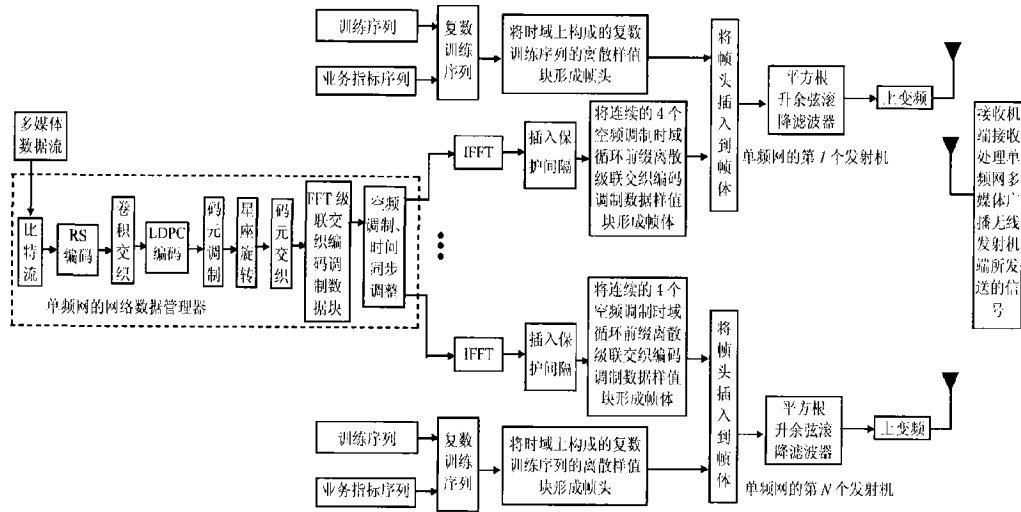 训练序列
业务指标序列
复数
训练
序列
将时域上构成的复数
训练序列的离散样值
块形成帧头
将
帧
头
插
入
到
帧
体
平方根
升余弦滚
降滤波器
上变频
单频网的第1个发射机
多媒体
数据流
比
特
流
RS
编码
卷
积
交
织
LDPC
编码
码
元
调
制
星
座
旋
转
码
元
交
织
FFT 级
联交
织编
码调
制数
据块
空频
调制、
时间
同步
调整
单频网的网络数据管理器
IFFT
插入保
护间隔
将连续的4个
空频调制时域
循环前缀离散
级联交织编码
调制数据样值
块形成帧体
接收机
端接收
处理单
频网多
媒体广
播无线
发射机
端所发
送的信
号
IFFT
插入保
护间隔
将连续的4个
空频调制时域
循环前缀离散
级联交织编码
调制数据样值
块形成帧体
将
帧
头
插
入
到
帧
体
平方根
升余弦滚
降滤波器
上变频
训练序列
业务指标序列
复数
训练
序列
将时域上构成的复数
训练序列的离散样值
块形成帧头
单频网的第N个发射机